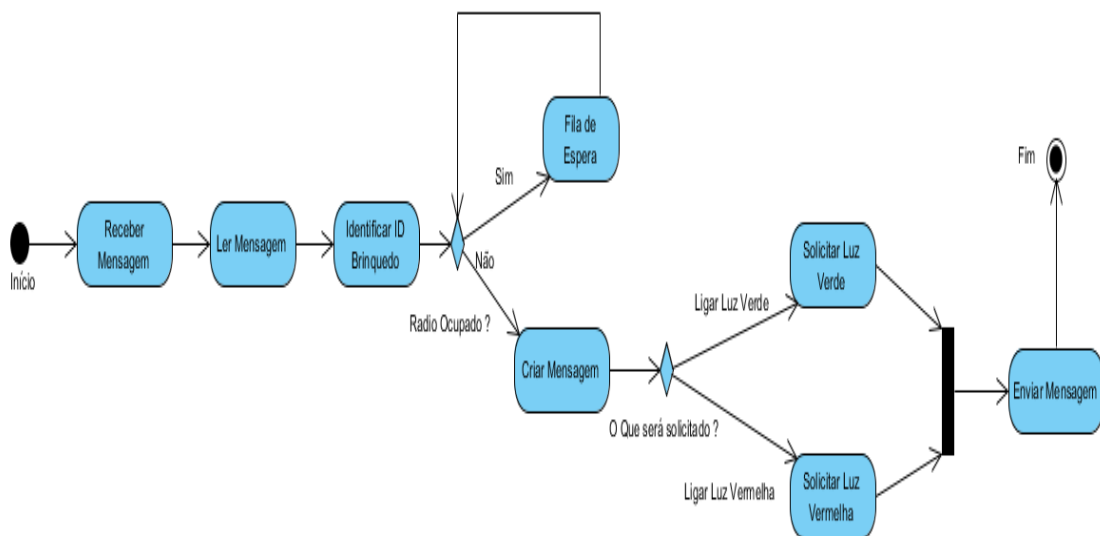 Início
Receber
Mensagem
Ler Mensagem
Identificar ID
Brinquedo
Radio Ocupado ?
Sim
Fila de
Espera
Não
Criar Mensagem
O Que será solicitado ?
Ligar Luz Verde
Solicitar Luz
Verde
Ligar Luz Vermelha
Solicitar Luz
Vermelha
Enviar Mensagem
Fim